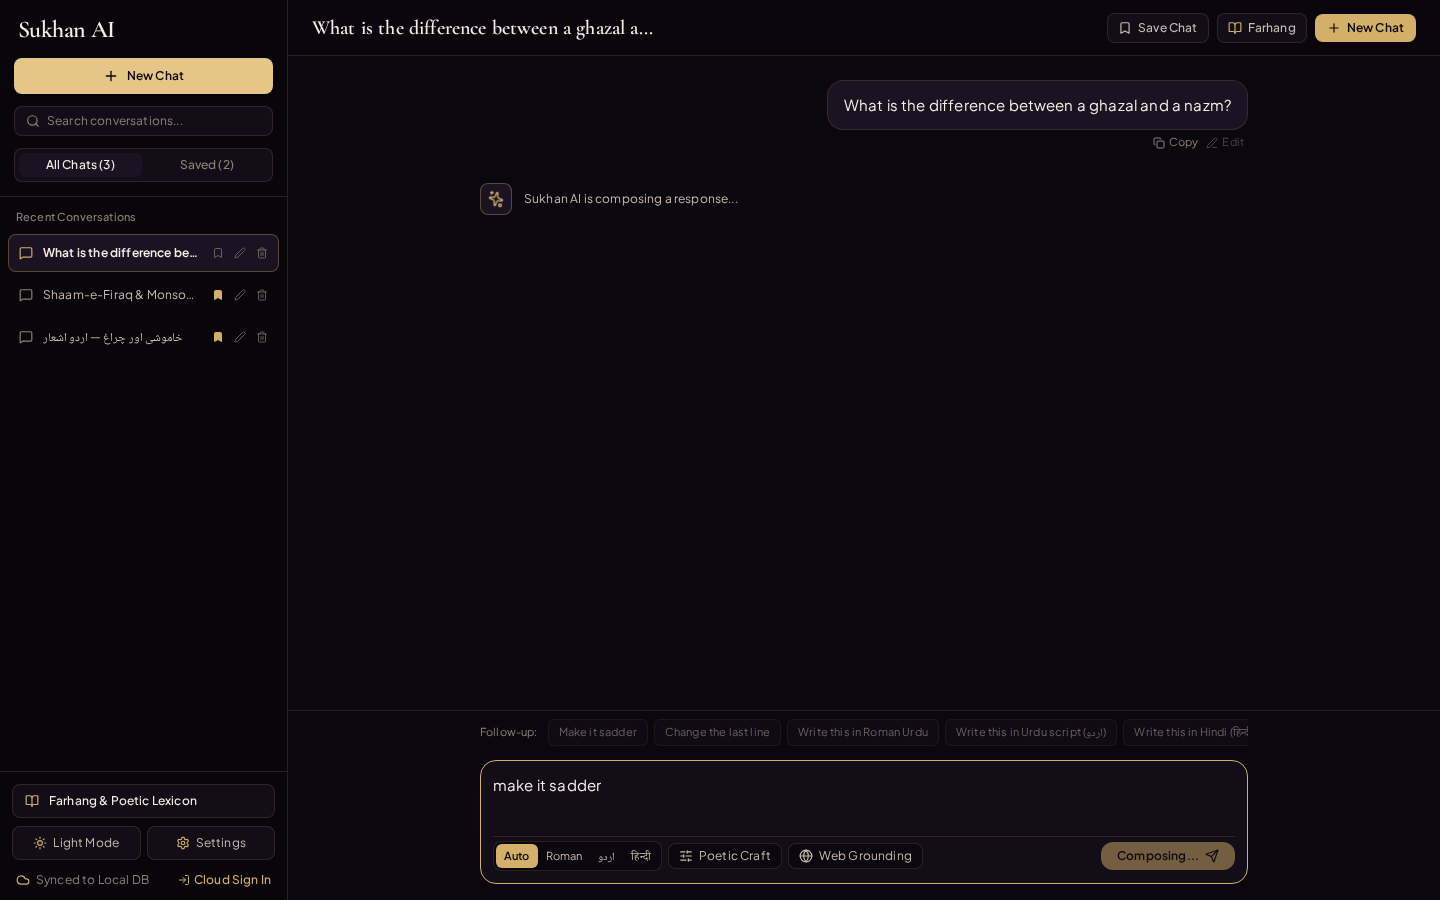 Sukhan AI
New Chat
Search conversations...
All Chats (3)
Saved (2)
Recent Conversations
What is the difference be...
Shaam-e-Firaq & Monso...
خاموشی اور چراغ — اردو اشعار
Farhang & Poetic Lexicon
Light Mode
Settings
Synced to Local DB
Cloud Sign In
What is the difference between a ghazal a...
Save Chat
Farhang
New Chat
What is the difference between a ghazal and a nazm?
Copy
Edit
Sukhan AI is composing a response...
Follow-up:
Make it sadder
Change the last line
Write this in Roman Urdu
Write this in Urdu script (اردو)
Write this in Hindi
make it sadder
Auto
Roman
اردو
हिन्दी
Poetic Craft
Web Grounding
Composing...